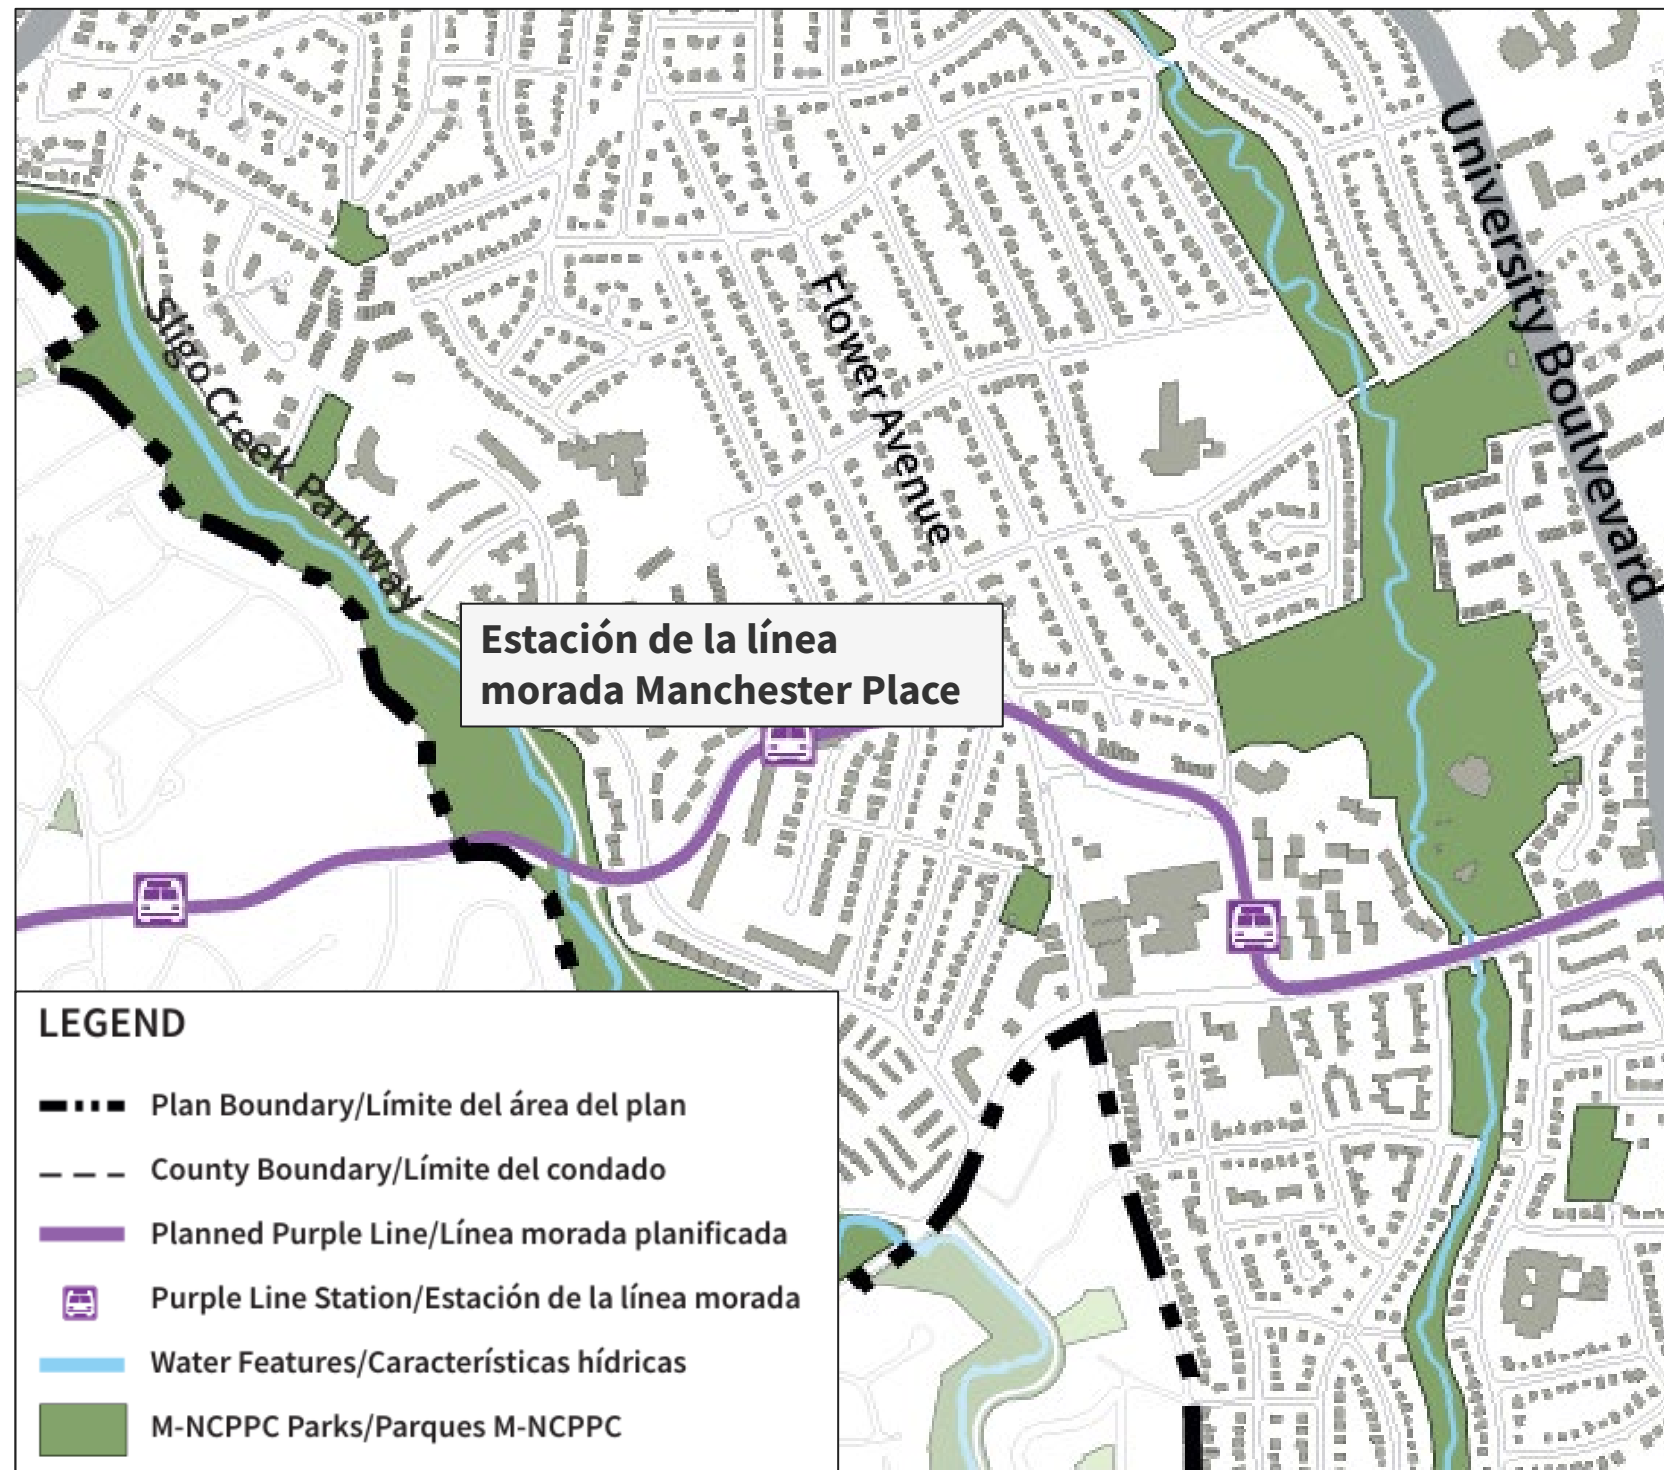 University Boulvevard
Sligo Creek Parkway
Flower Avenue
Estación de la línea
morada Manchester Place
LEGEND
Plan Boundary/Límite del área del plan
County Boundary/Límite del condado
Planned Purple Line/Línea morada planificada
Purple Line Station/Estación de la línea morada
Water Features/Características hídricas
M-NCPPC Parks/Parques M-NCPPC